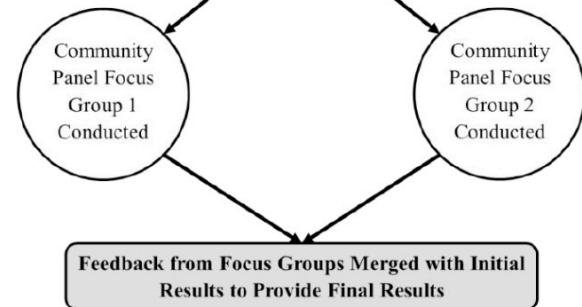 Community
Panel Focus
Group 1
Conducted
Community
Panel Focus
Group 2
Conducted
Feedback from Focus Groups Merged with Initial
Results to Provide Final Results